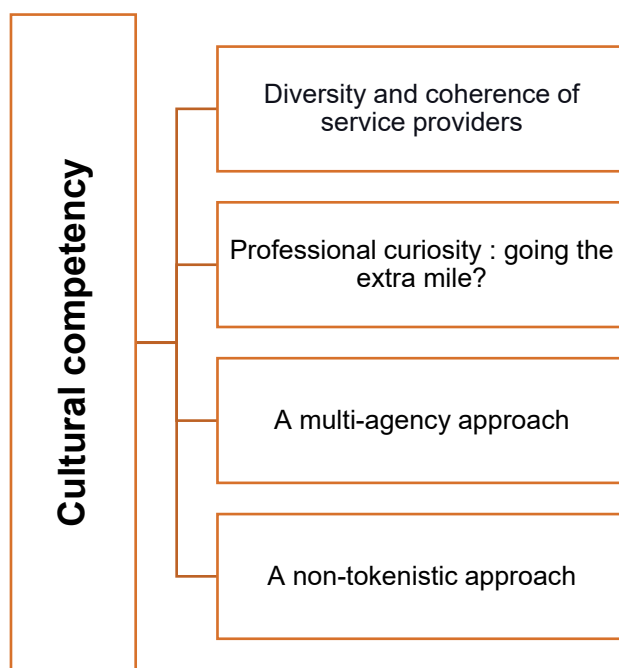 Cultural competency
Diversity and coherence of
service providers
Professional curiosity : going the
extra mile?
A multi-agency approach
A non-tokenistic approach